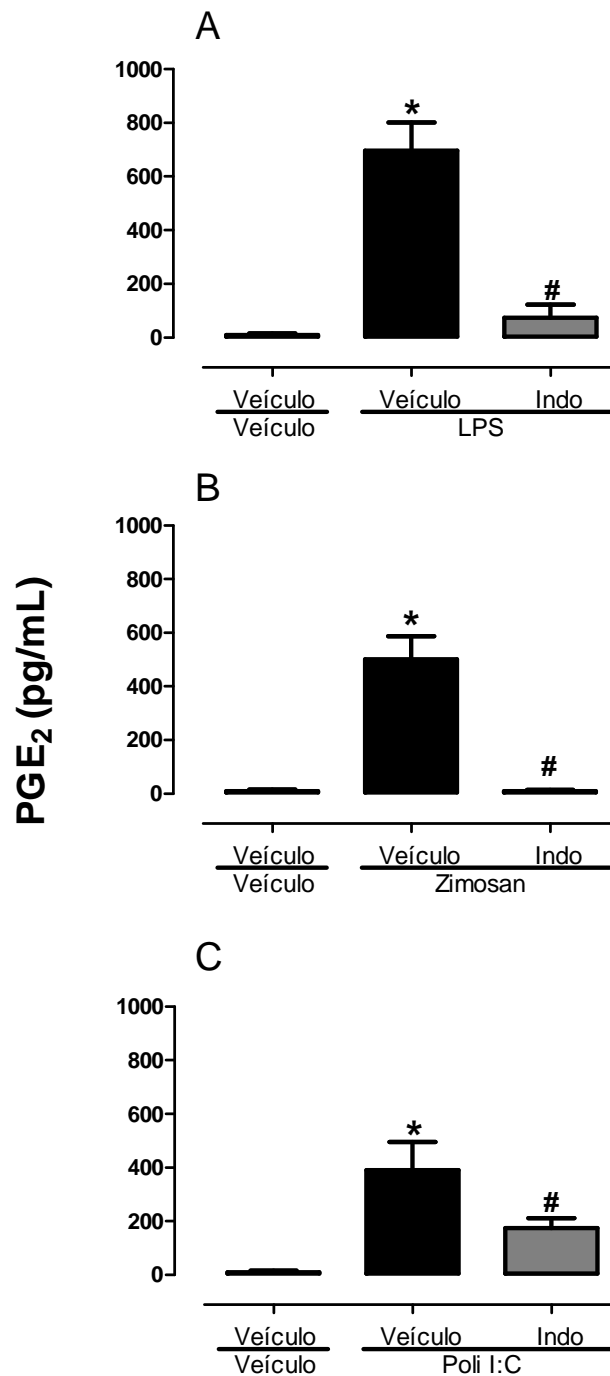 A
1000
800
600
400
200
0
*
#
Veículo Veículo Indo
Veículo LPS
B
PGE₂ (pg/mL)
1000
800
600
400
200
0
*
#
Veículo Veículo Indo
Veículo Zimosan
C
1000
800
600
400
200
0
*
#
Veículo Veículo Indo
Veículo Poli I:C